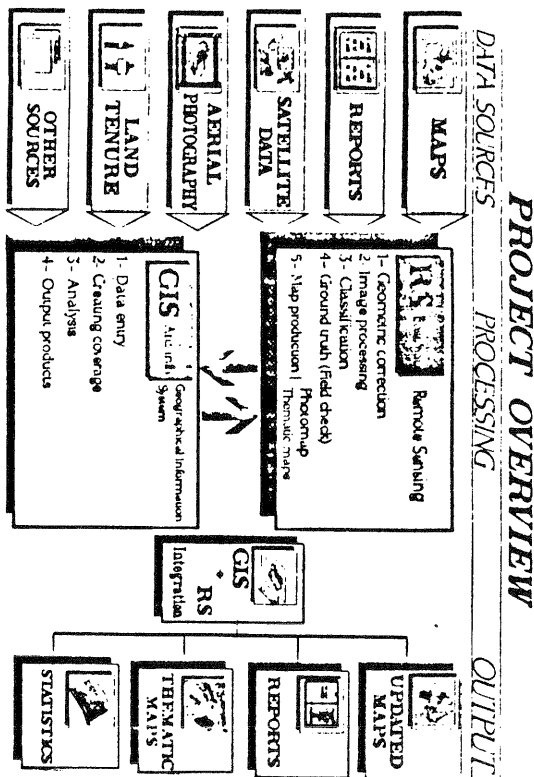 PROJECT OVERVIEW
DATA SOURCES
PROCESSING
OUTPUT
MAPS
REPORTS
SATELLITE
DATA
AERIAL
PHOTOGRAPHY
LAND
TENURE
OTHER
SOURCES
RS
Remote Sensing
1- Geometric correction
2- Image processing
3- Classification
4- Ground truth (Field check)
5- Map production | Photomap
Thematic maps
GIS
Geographical Information
System
1- Data entry
2- Creating coverage
3- Analysis
4- Output products
GIS
+
RS
Integration
UPDATED
MAPS
REPORTS
THEMATIC
MAPS
STATISTICS